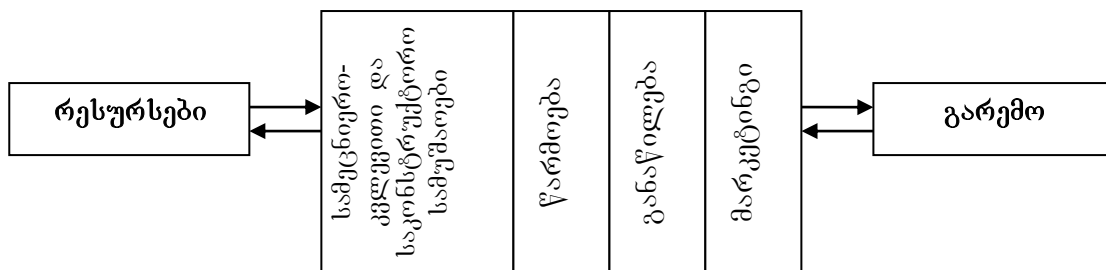 რესურსები
სამეცნიერო-
კვლევითი და
საკონსტრუქტორო
სამუშაოები
წარმოება
განაწილება
მარკეტინგი
გარემო